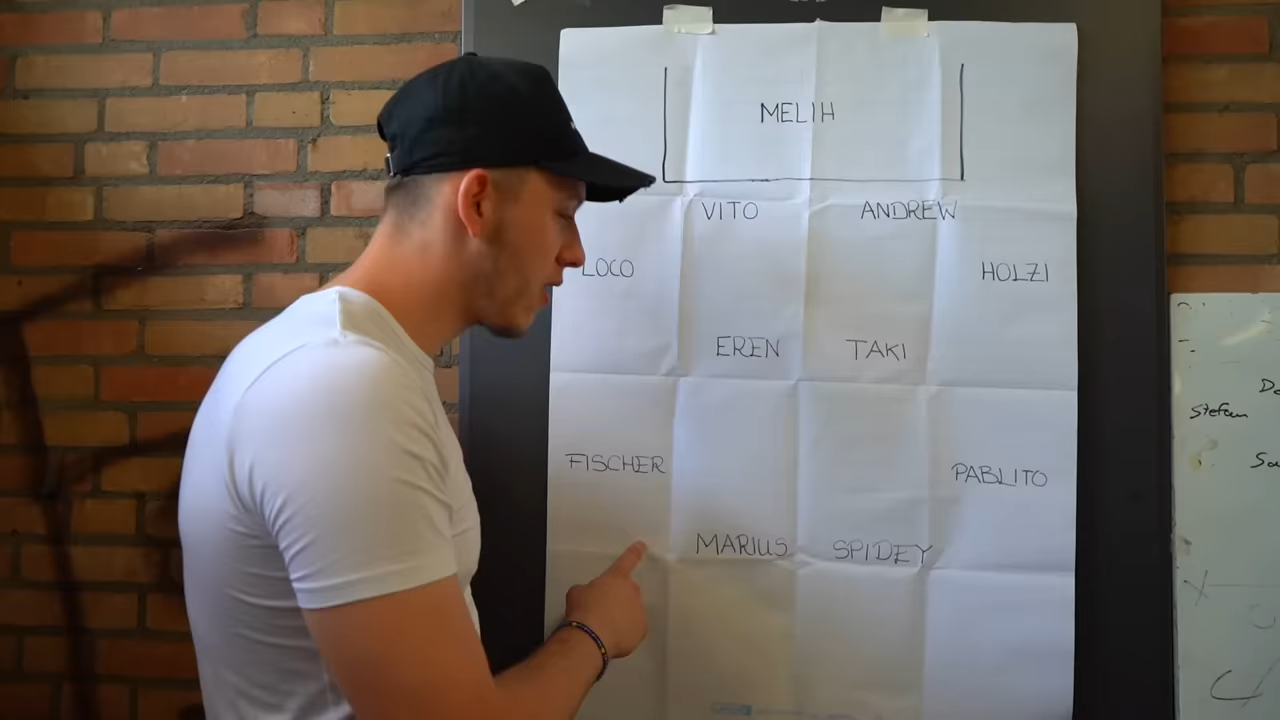 MELIH
VITO ANDREW
LOCO HOLZI
EREN TAKI
FISCHER PABLITO
MARIUS SPIDEY
Stefan